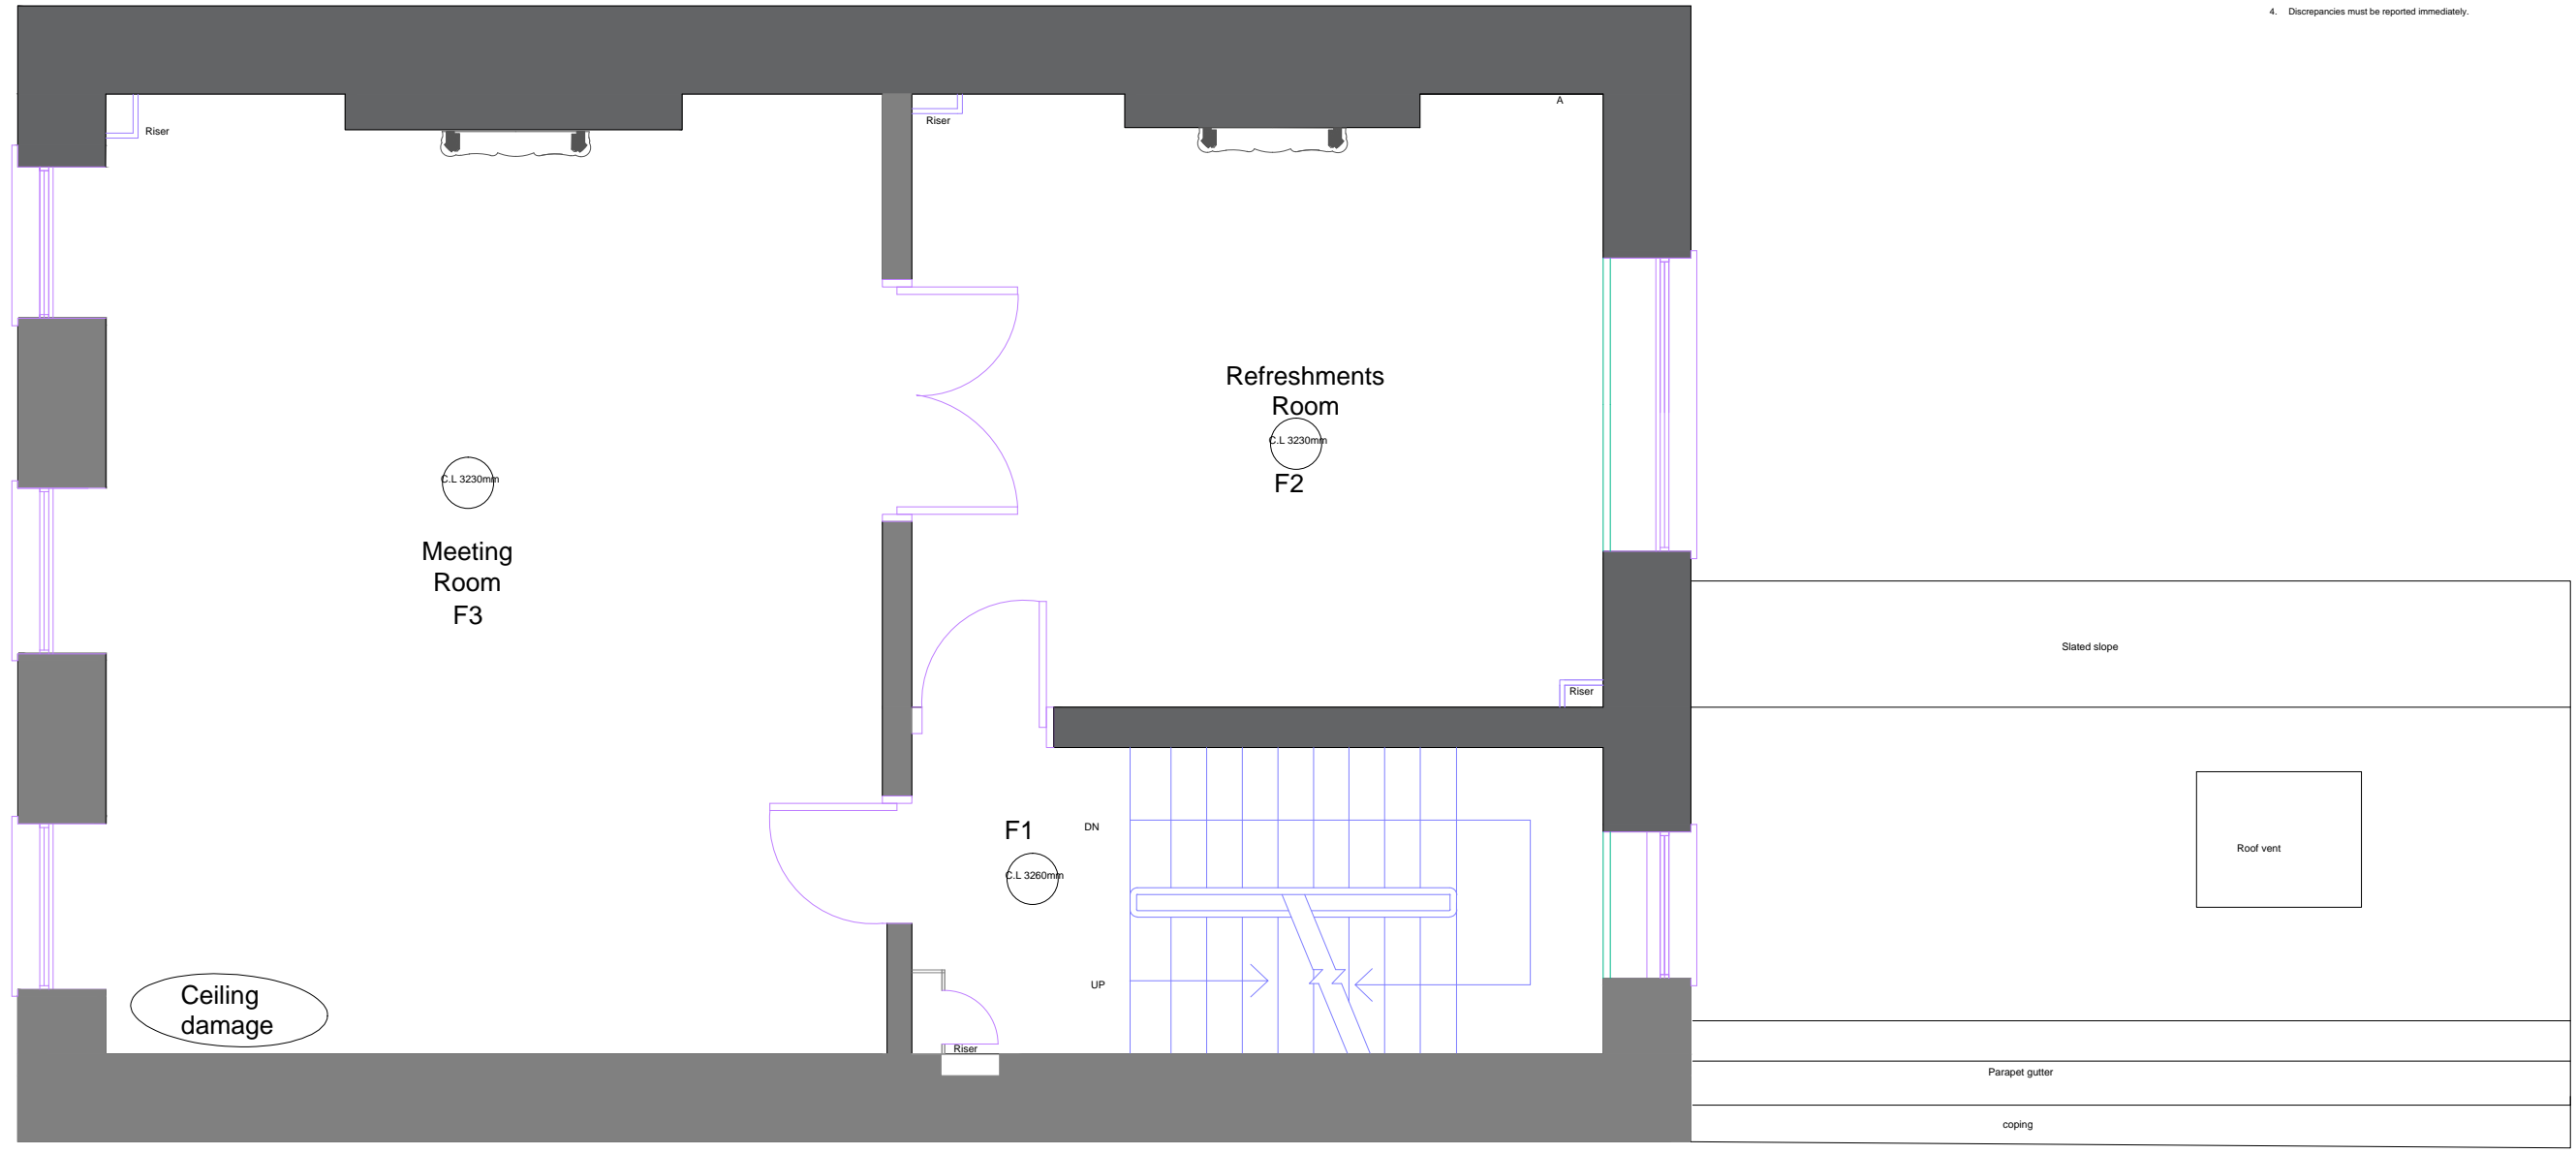 4. Discrepancies must be reported immediately.
A
Riser
Riser
Refreshments
Room
C.L 3230mm
F2
C.L 3230mm
Meeting
Room
F3
Slated slope
Riser
F1
DN
C.L 3260mm
Roof vent
UP
Ceiling
damage
Riser
Parapet gutter
coping